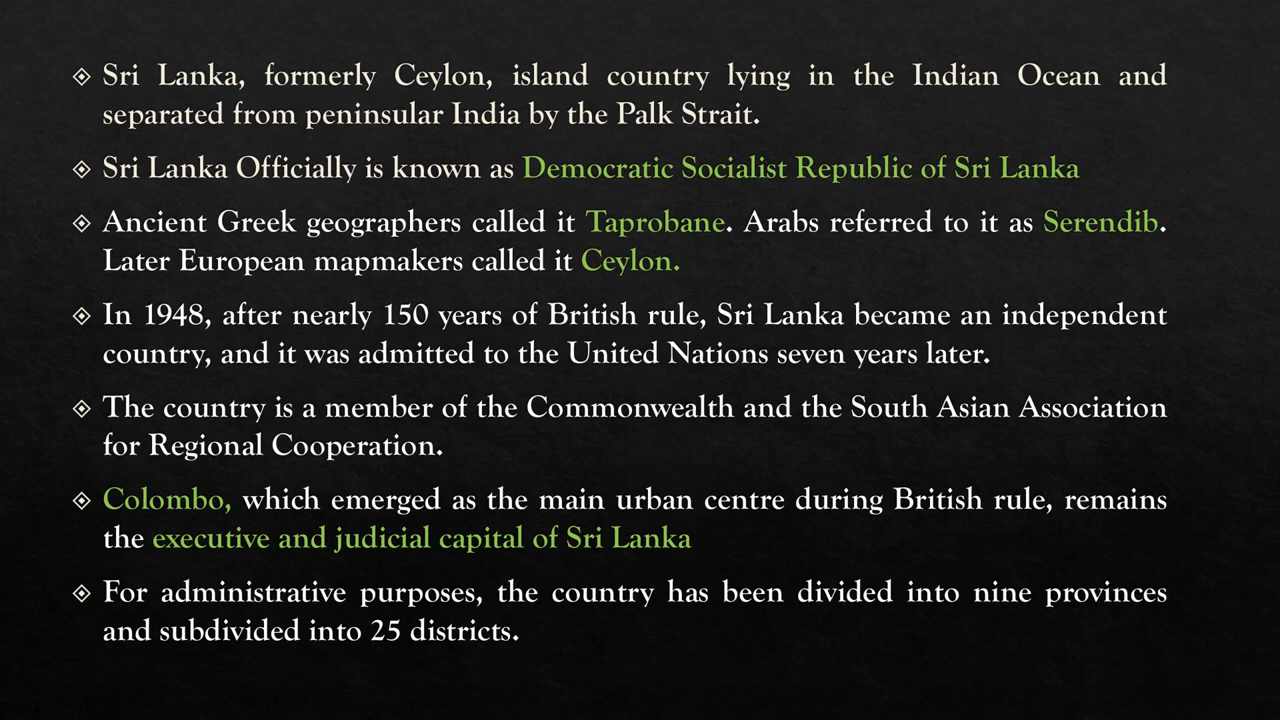 Sri Lanka, formerly Ceylon, island country lying in the Indian Ocean and
separated from peninsular India by the Palk Strait.
Sri Lanka Officially is known as Democratic Socialist Republic of Sri Lanka
Ancient Greek geographers called it Taprobane. Arabs referred to it as Serendib.
Later European mapmakers called it Ceylon.
In 1948, after nearly 150 years of British rule, Sri Lanka became an independent
country, and it was admitted to the United Nations seven years later.
The country is a member of the Commonwealth and the South Asian Association
for Regional Cooperation.
Colombo, which emerged as the main urban centre during British rule, remains
the executive and judicial capital of Sri Lanka
For administrative purposes, the country has been divided into nine provinces
and subdivided into 25 districts.